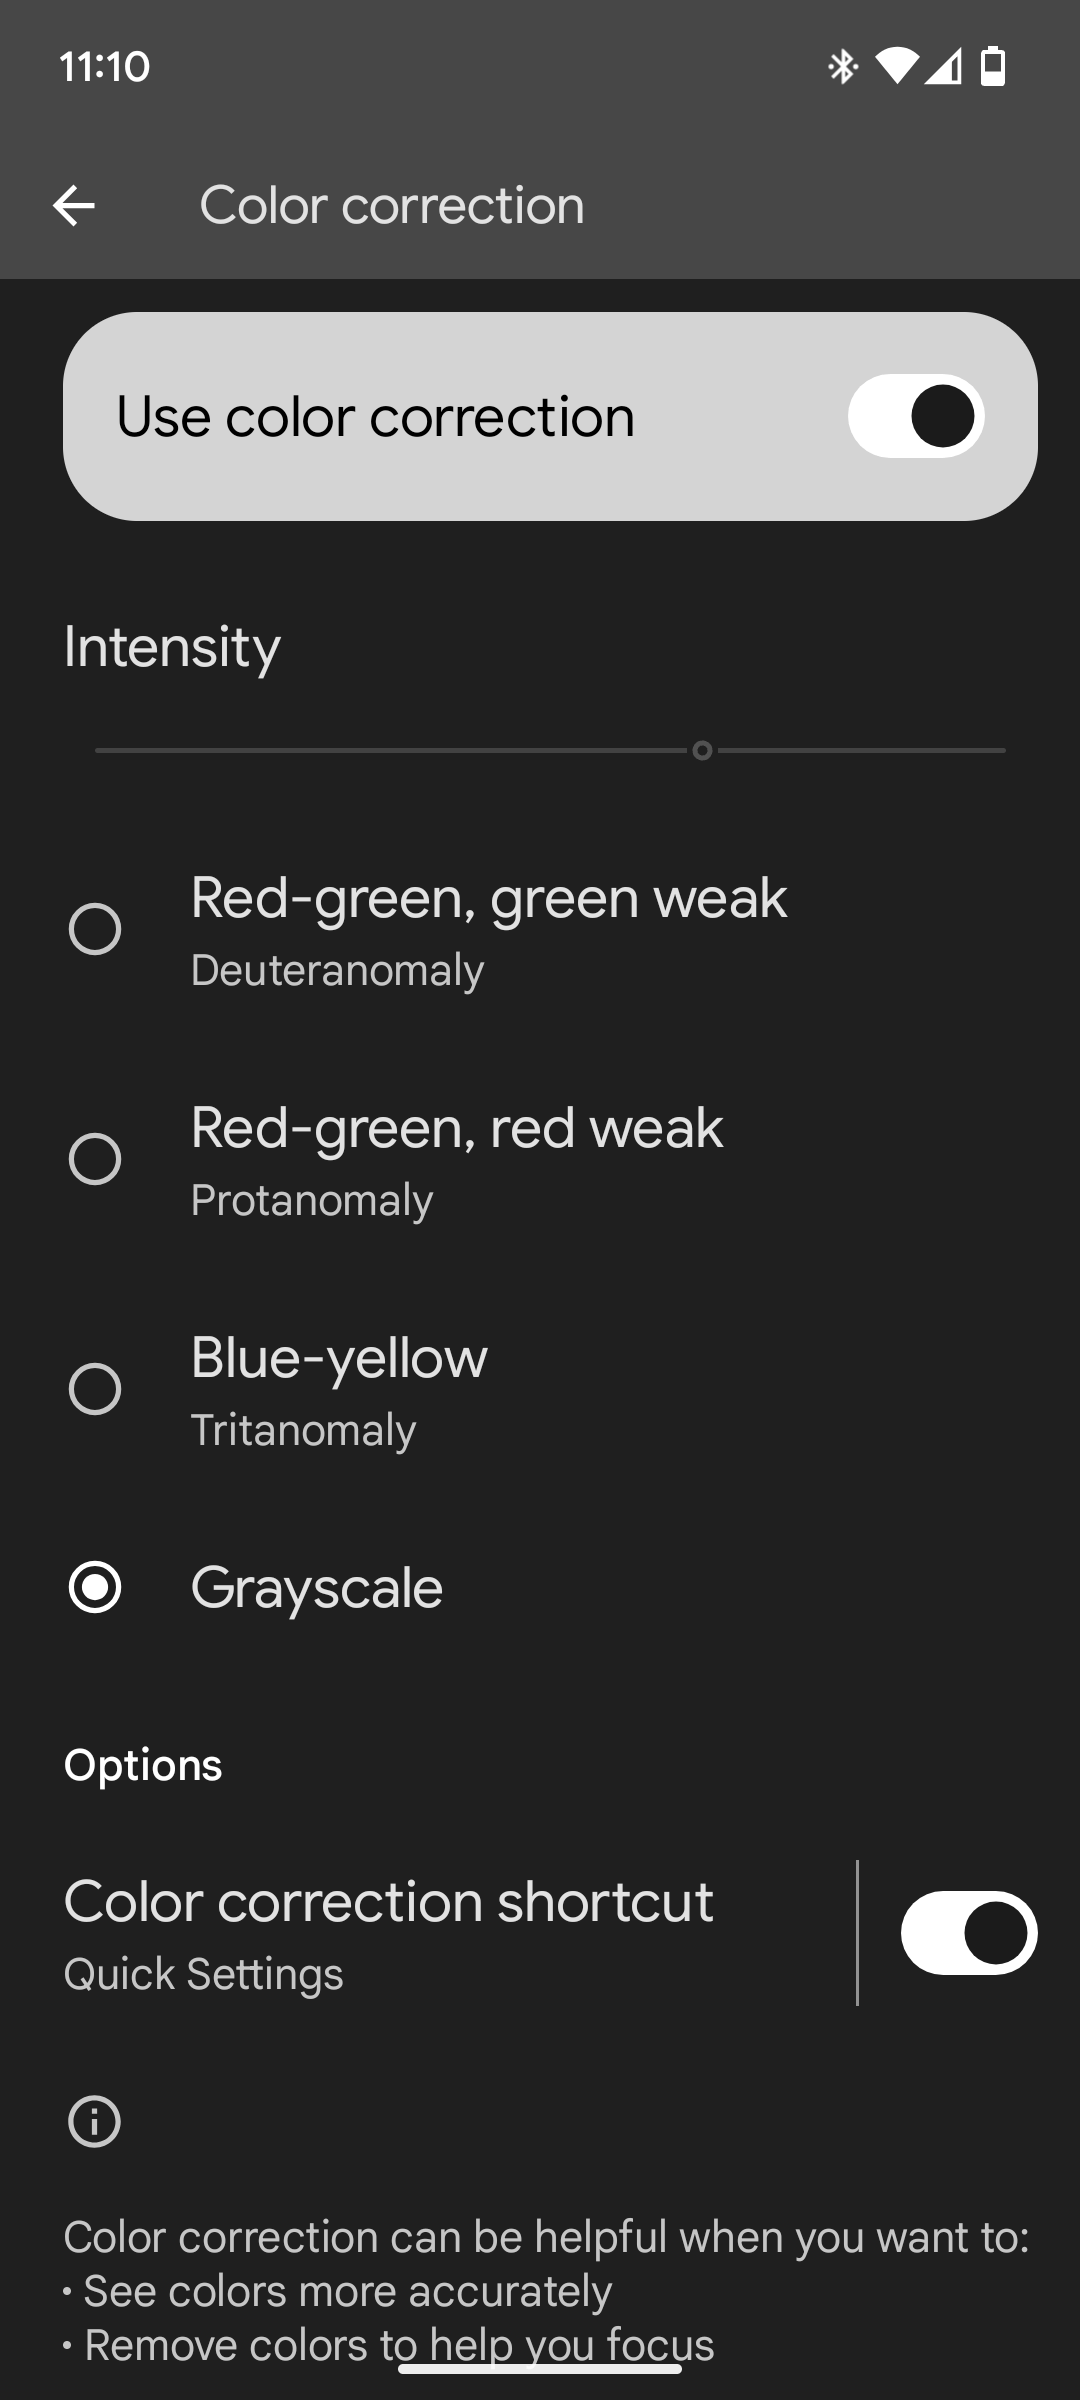 11:10
Color correction
Use color correction
Intensity
Red-green, green weak
Deuteranomaly
Red-green, red weak
Protanomaly
Blue-yellow
Tritanomaly
Grayscale
Options
Color correction shortcut
Quick Settings
Color correction can be helpful when you want to:
• See colors more accurately
• Remove colors to help you focus